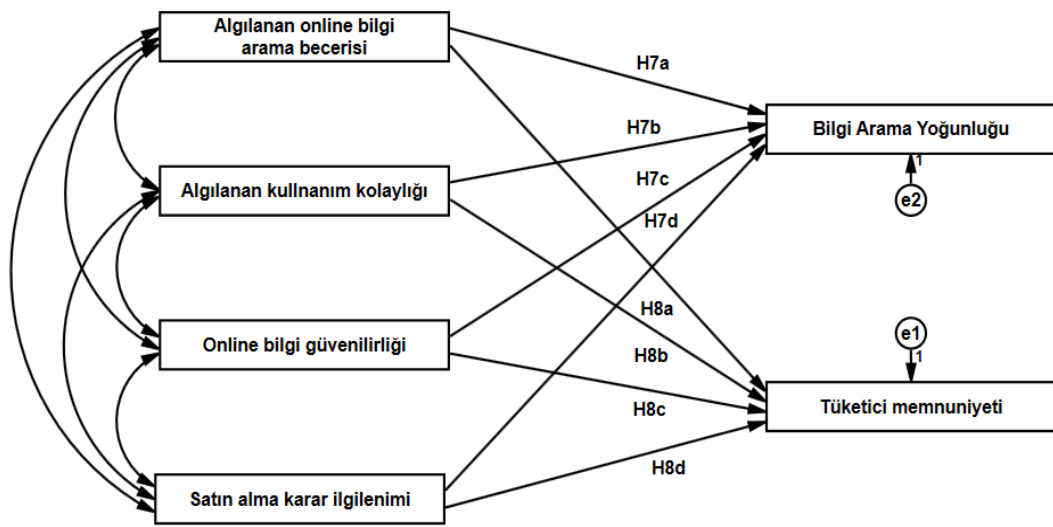 Algılanan online bilgi
arama becerisi
H7a
Bilgi Arama Yoğunluğu
H7b
1
e2
Algılanan kullnanım kolaylığı
H7c
H7d
H8a
e1
1
Online bilgi güvenilirliği
H8b
H8c
Tüketici memnuniyeti
H8d
Satın alma karar ilgilenimi